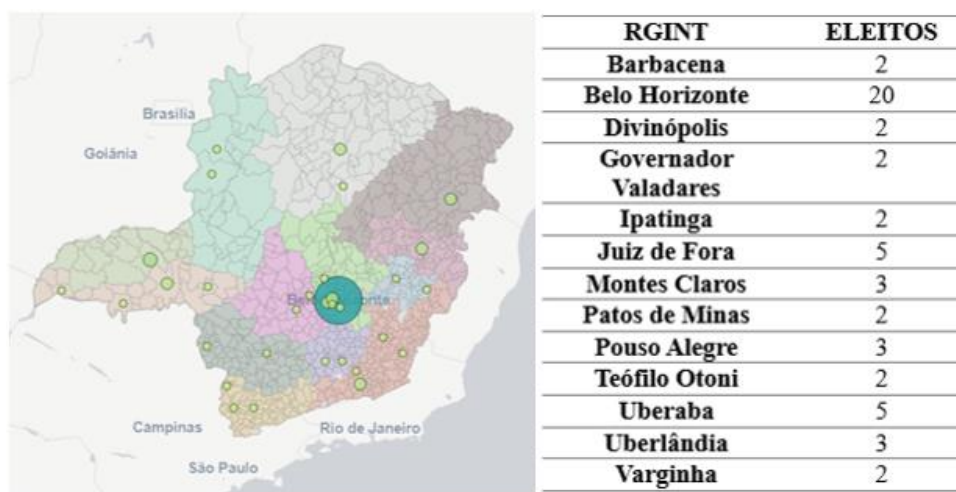 Brasília
Goiânia
Campinas
Rio de Janeiro
São Paulo
RGINT ELEITOS
Barbacena 2
Belo Horizonte 20
Divinópolis 2
Governador 2
Valadares
Ipatinga 2
Juiz de Fora 5
Montes Claros 3
Patos de Minas 2
Pouso Alegre 3
Teófilo Otoni 2
Uberaba 5
Uberlândia 3
Varginha 2